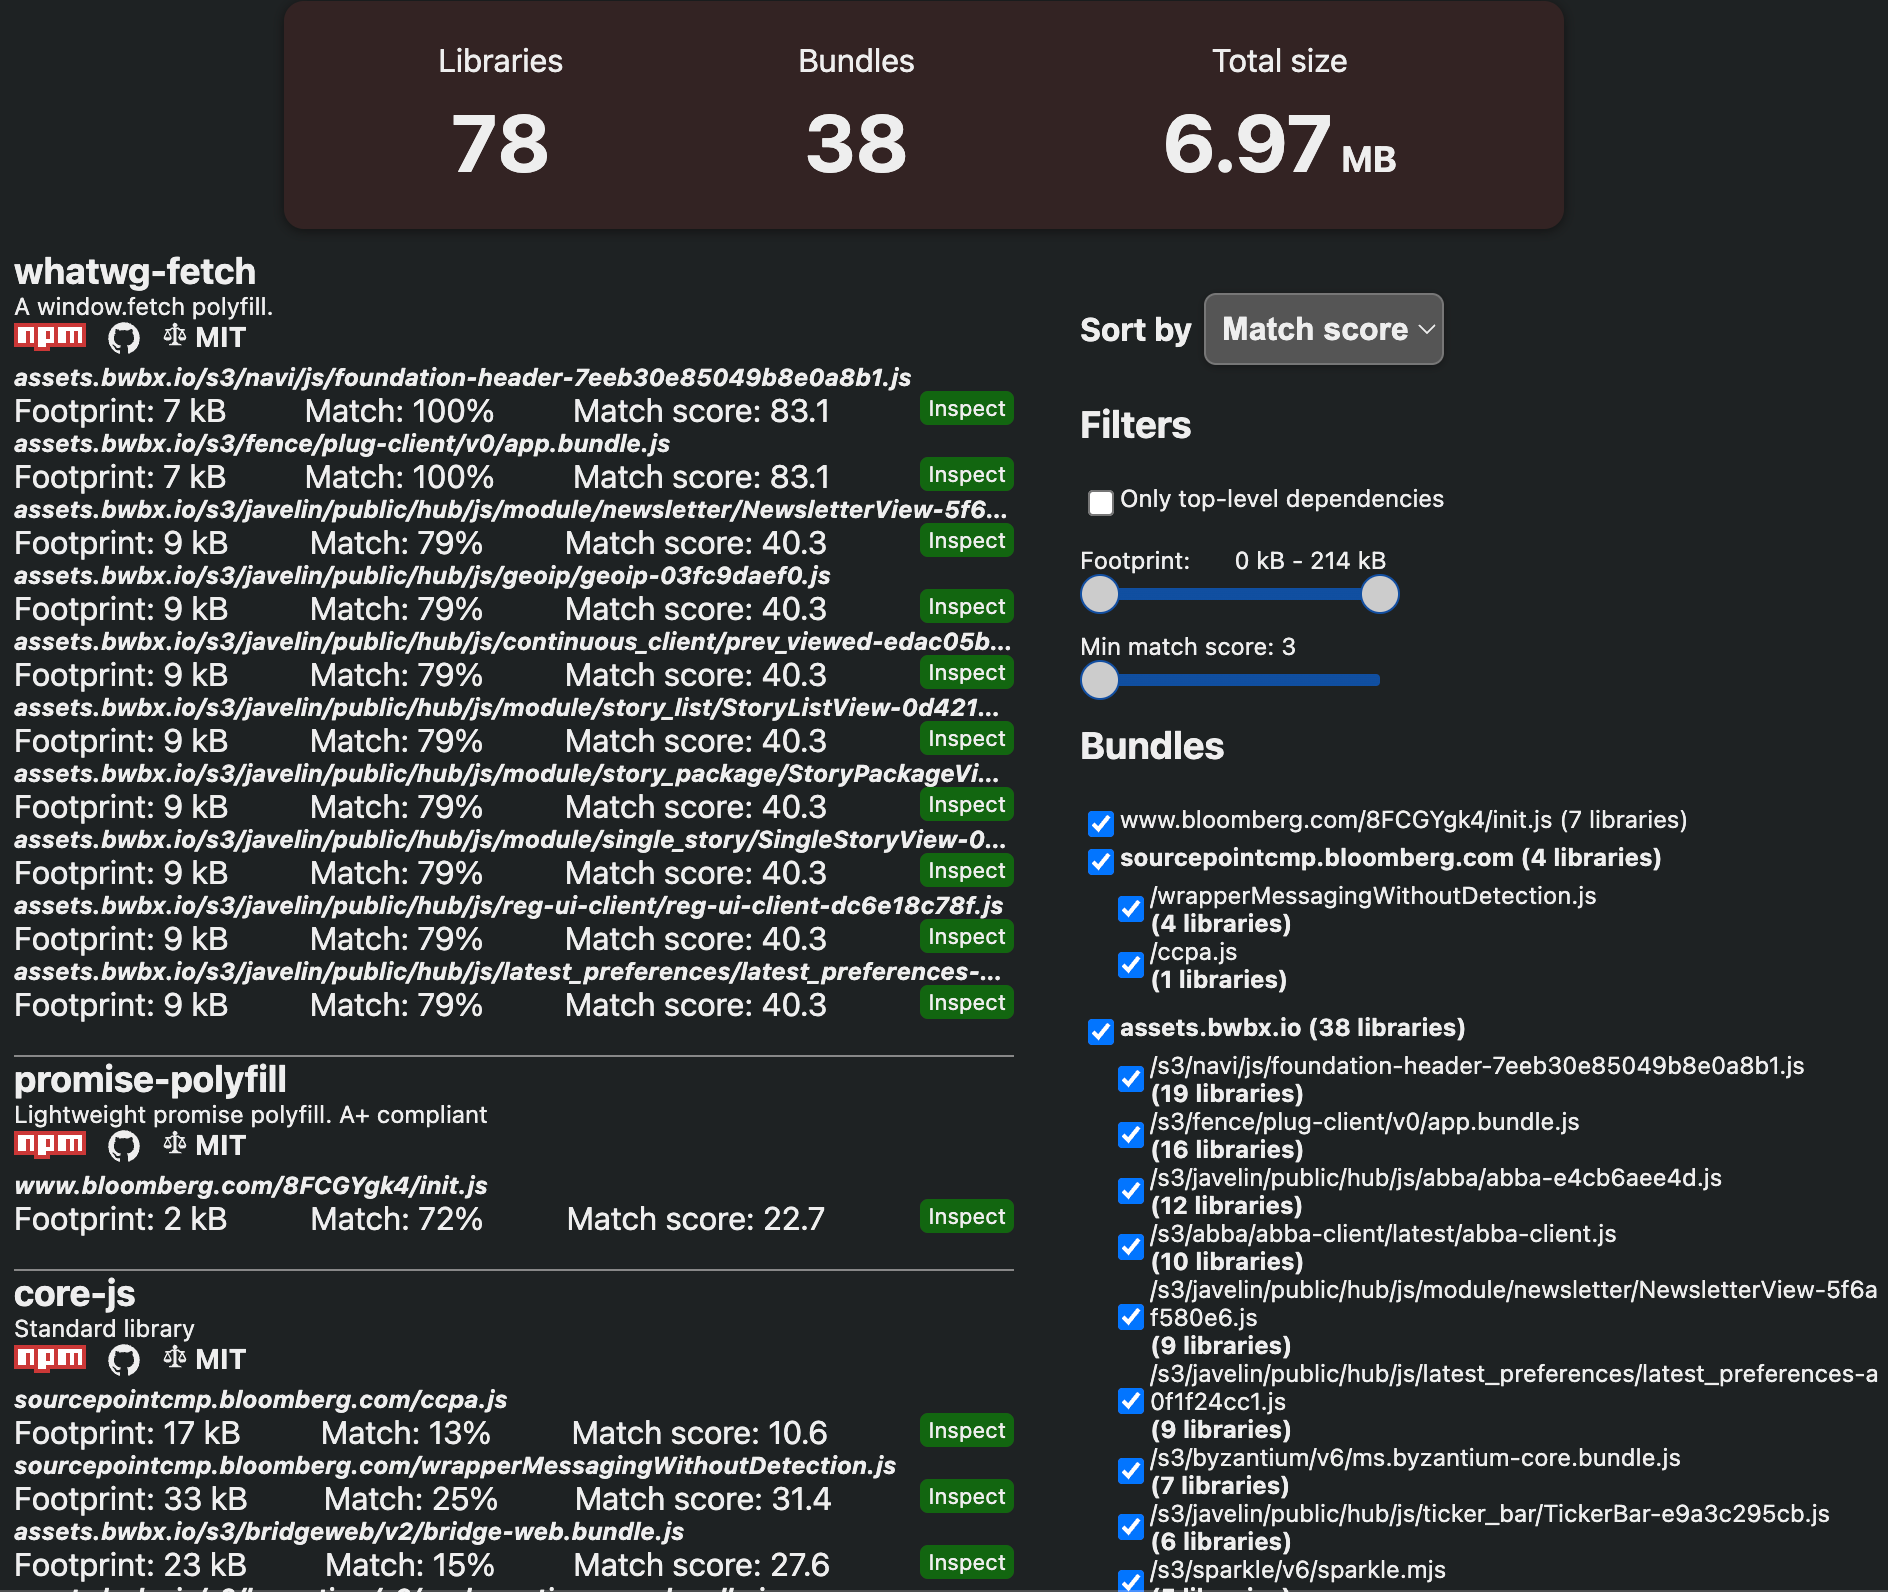 Libraries
78
Bundles
38
Total size
6.97 MB
whatwg-fetch
A window.fetch polyfill.
npm MIT
assets.bwbx.io/s3/navi/js/foundation-header-7eeb30e85049b8e0a8b1.js
Footprint: 7 kB Match: 100% Match score: 83.1 Inspect
assets.bwbx.io/s3/fence/plug-client/v0/app.bundle.js
Footprint: 7 kB Match: 100% Match score: 83.1 Inspect
assets.bwbx.io/s3/javelin/public/hub/js/module/newsletter/NewsletterView-5f6...
Footprint: 9 kB Match: 79% Match score: 40.3 Inspect
assets.bwbx.io/s3/javelin/public/hub/js/geoip/geoip-03fc9daef0.js
Footprint: 9 kB Match: 79% Match score: 40.3 Inspect
assets.bwbx.io/s3/javelin/public/hub/js/continuous_client/prev_viewed-edac05b...
Footprint: 9 kB Match: 79% Match score: 40.3 Inspect
assets.bwbx.io/s3/javelin/public/hub/js/module/story_list/StoryListView-0d421...
Footprint: 9 kB Match: 79% Match score: 40.3 Inspect
assets.bwbx.io/s3/javelin/public/hub/js/module/story_package/StoryPackageVi...
Footprint: 9 kB Match: 79% Match score: 40.3 Inspect
assets.bwbx.io/s3/javelin/public/hub/js/module/single_story/SingleStoryView-0...
Footprint: 9 kB Match: 79% Match score: 40.3 Inspect
assets.bwbx.io/s3/javelin/public/hub/js/reg-ui-client/reg-ui-client-dc6e18c78f.js
Footprint: 9 kB Match: 79% Match score: 40.3 Inspect
assets.bwbx.io/s3/javelin/public/hub/js/latest_preferences/latest_preferences-...
Footprint: 9 kB Match: 79% Match score: 40.3 Inspect
promise-polyfill
Lightweight promise polyfill. A+ compliant
npm MIT
www.bloomberg.com/8FCGYgk4/init.js
Footprint: 2 kB Match: 72% Match score: 22.7 Inspect
core-js
Standard library
npm MIT
sourcepointcmp.bloomberg.com/ccpa.js
Footprint: 17 kB Match: 13% Match score: 10.6 Inspect
sourcepointcmp.bloomberg.com/wrapperMessagingWithoutDetection.js
Footprint: 33 kB Match: 25% Match score: 31.4 Inspect
assets.bwbx.io/s3/bridgeweb/v2/bridge-web.bundle.js
Footprint: 23 kB Match: 15% Match score: 27.6 Inspect
Sort by Match score
Filters
Only top-level dependencies
Footprint: 0 kB - 214 kB
Min match score: 3
Bundles
www.bloomberg.com/8FCGYgk4/init.js (7 libraries)
sourcepointcmp.bloomberg.com (4 libraries)
/wrapperMessagingWithoutDetection.js
(4 libraries)
/ccpa.js
(1 libraries)
assets.bwbx.io (38 libraries)
/s3/navi/js/foundation-header-7eeb30e85049b8e0a8b1.js
(19 libraries)
/s3/fence/plug-client/v0/app.bundle.js
(16 libraries)
/s3/javelin/public/hub/js/abba/abba-e4cb6aee4d.js
(12 libraries)
/s3/abba/abba-client/latest/abba-client.js
(10 libraries)
/s3/javelin/public/hub/js/module/newsletter/NewsletterView-5f6a
f580e6.js
(9 libraries)
/s3/javelin/public/hub/js/latest_preferences/latest_preferences-a
0f1f24cc1.js
(9 libraries)
/s3/byzantium/v6/ms.byzantium-core.bundle.js
(7 libraries)
/s3/javelin/public/hub/js/ticker_bar/TickerBar-e9a3c295cb.js
(6 libraries)
/s3/sparkle/v6/sparkle.mjs